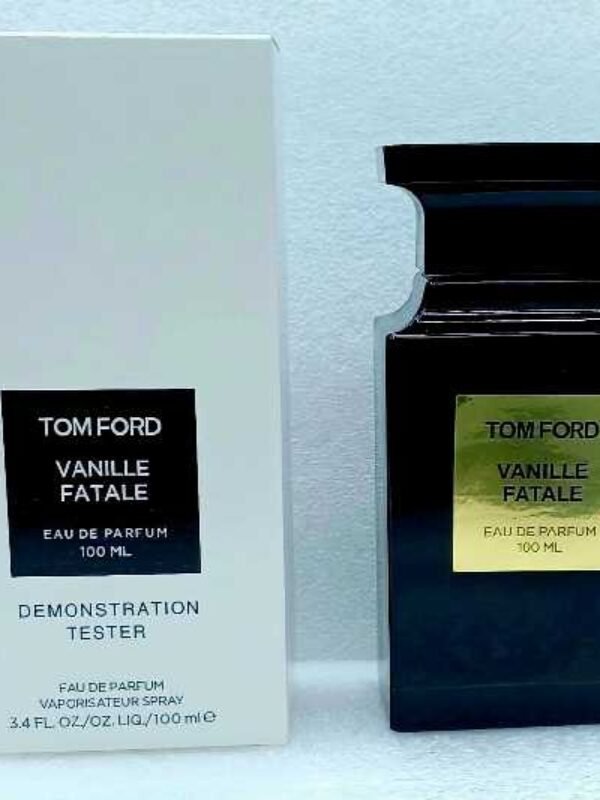 TOM FORD
VANILLE
FATALE
EAU DE PARFUM
100 ML
DEMONSTRATION
TESTER
EAU DE PARFUM
VAPORISATEUR SPRAY
3.4 FL. OZ./OZ. LIQ./100 ml ℮
TOM FORD
VANILLE
FATALE
EAU DE PARFUM
100 ML